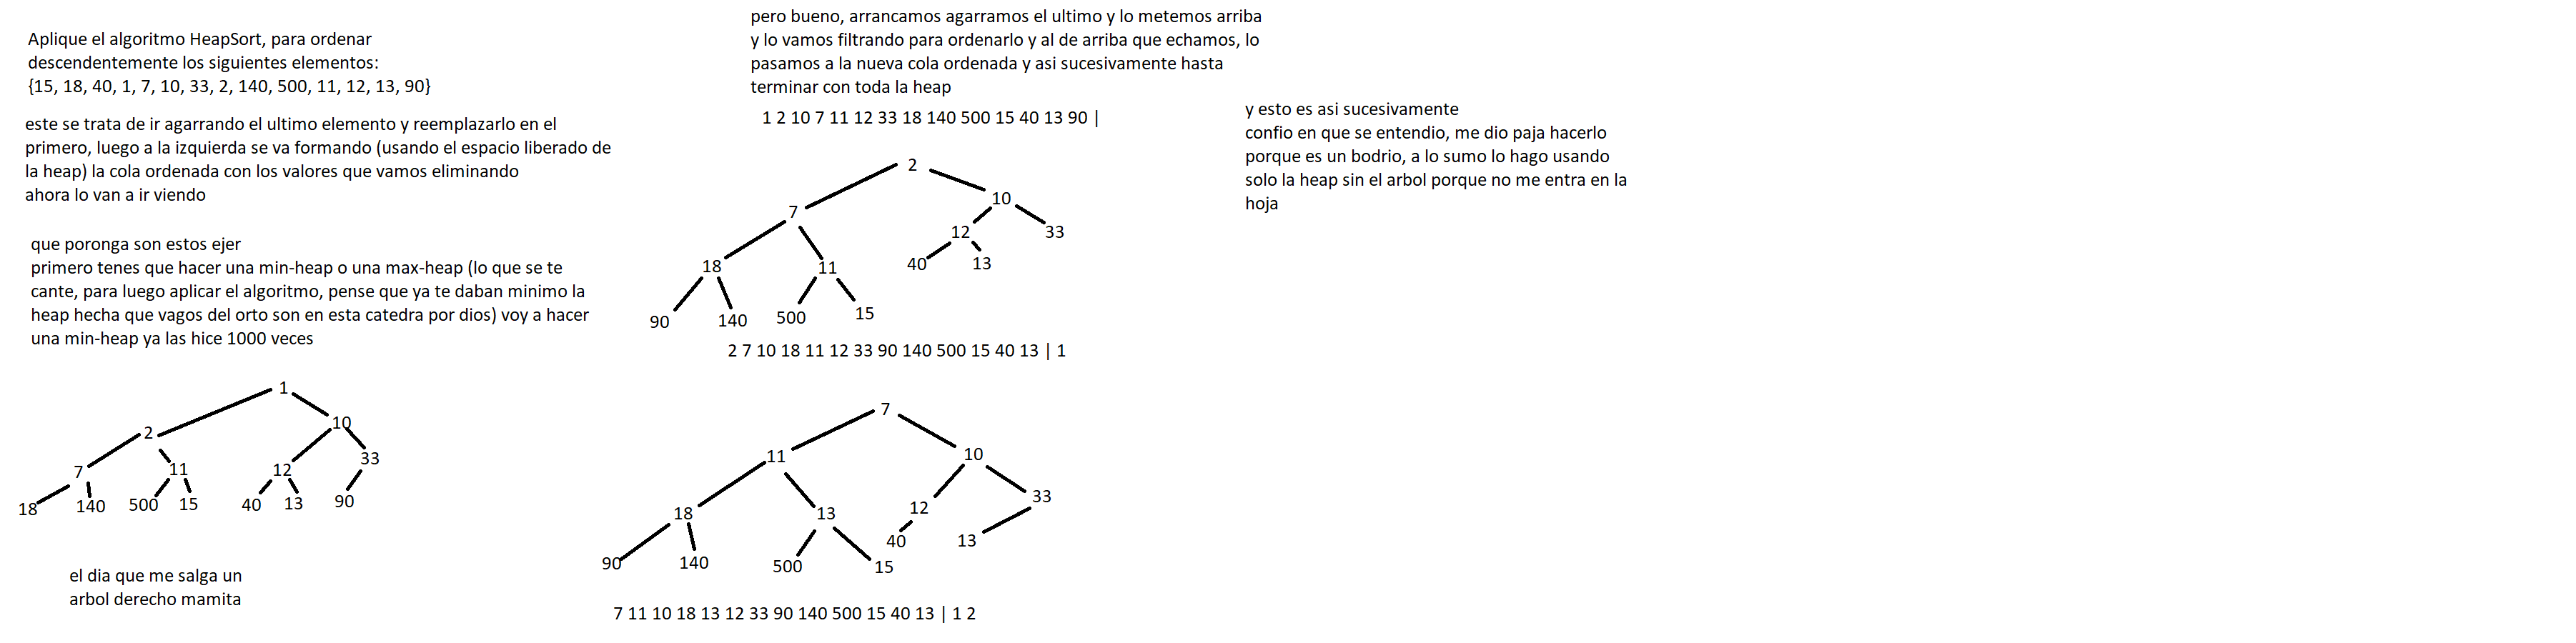 Aplique el algoritmo HeapSort, para ordenar
descendentemente los siguientes elementos:
{15, 18, 40, 1, 7, 10, 33, 2, 140, 500, 11, 12, 13, 90}
este se trata de ir agarrando el ultimo elemento y reemplazarlo en el
primero, luego a la izquierda se va formando (usando el espacio liberado de
la heap) la cola ordenada con los valores que vamos eliminando
ahora lo van a ir viendo
que poronga son estos ejer
primero tenes que hacer una min-heap o una max-heap (lo que se te
cante, para luego aplicar el algoritmo, pense que ya te daban minimo la
heap hecha que vagos del orto son en esta catedra por dios) voy a hacer
una min-heap ya las hice 1000 veces
1
2 10
7 11 12 33
18 140 500 15 40 13 90
el dia que me salga un
arbol derecho mamita
pero bueno, arrancamos agarramos el ultimo y lo metemos arriba
y lo vamos filtrando para ordenarlo y al de arriba que echamos, lo
pasamos a la nueva cola ordenada y asi sucesivamente hasta
terminar con toda la heap
1 2 10 7 11 12 33 18 140 500 15 40 13 90 |
2
7 10
18 11 12 33
90 140 500 15 40 13
2 7 10 18 11 12 33 90 140 500 15 40 13 | 1
7
11 10
18 13 12 33
90 140 500 15 40 13
7 11 10 18 13 12 33 90 140 500 15 40 13 | 1 2
y esto es asi sucesivamente
confio en que se entendio, me dio paja hacerlo
porque es un bodrio, a lo sumo lo hago usando
solo la heap sin el arbol porque no me entra en la
hoja